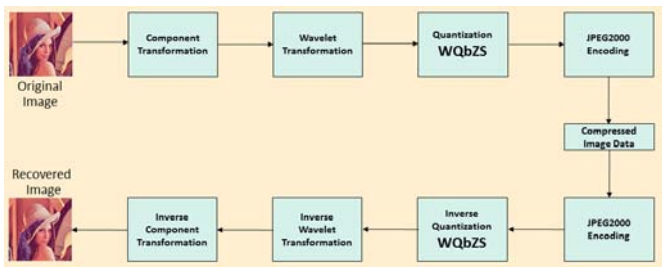 Original
Image
Component
Transformation
Wavelet
Transformation
Quantization
WQbZS
JPEG2000
Encoding
Compressed
Image Data
JPEG2000
Encoding
Inverse
Quantization
WQbZS
Inverse
Wavelet
Transformation
Inverse
Component
Transformation
Recovered
Image